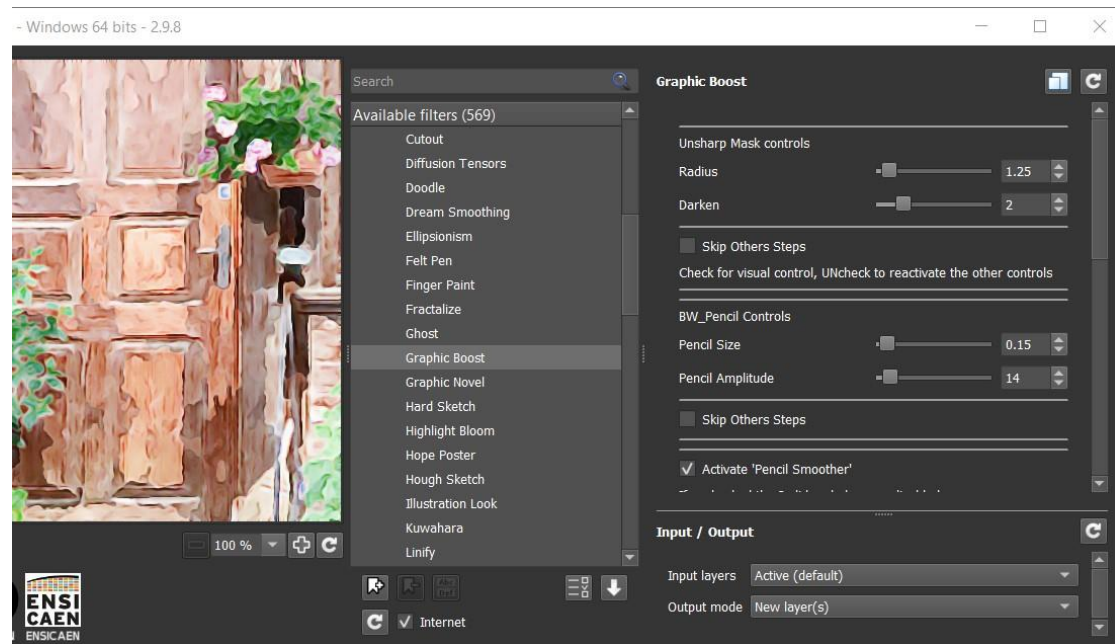 - Windows 64 bits - 2.9.8
Search
Available filters (569)
Cutout
Diffusion Tensors
Doodle
Dream Smoothing
Ellipsionism
Felt Pen
Finger Paint
Fractalize
Ghost
Graphic Boost
Graphic Novel
Hard Sketch
Highlight Bloom
Hope Poster
Hough Sketch
Illustration Look
Kuwahara
Linify
100 %
Internet
ENSI
CAEN
ENSICAEN
Graphic Boost
Unsharp Mask controls
Radius 1.25
Darken 2
Skip Others Steps
Check for visual control, UNcheck to reactivate the other controls
BW_Pencil Controls
Pencil Size 0.15
Pencil Amplitude 14
Skip Others Steps
Activate 'Pencil Smoother'
Input / Output
Input layers Active (default)
Output mode New layer(s)